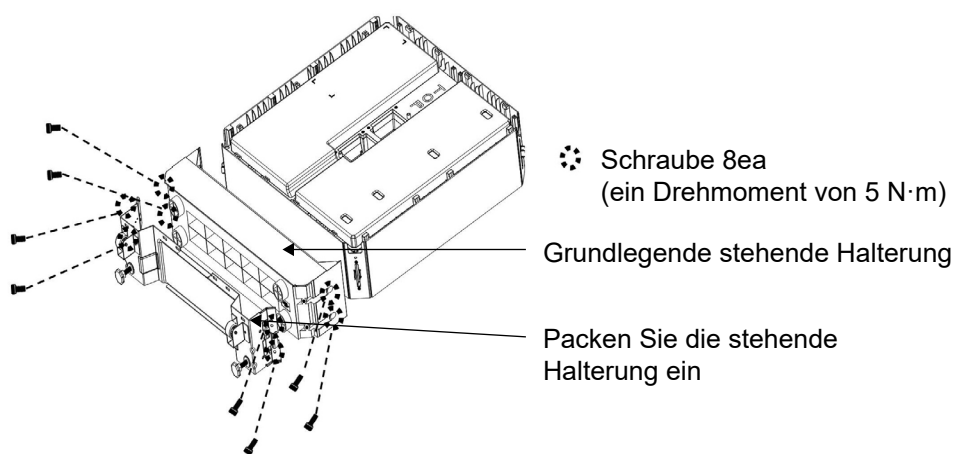 Schraube 8ea
(ein Drehmoment von 5 N·m)
Grundlegende stehende Halterung
Packen Sie die stehende
Halterung ein